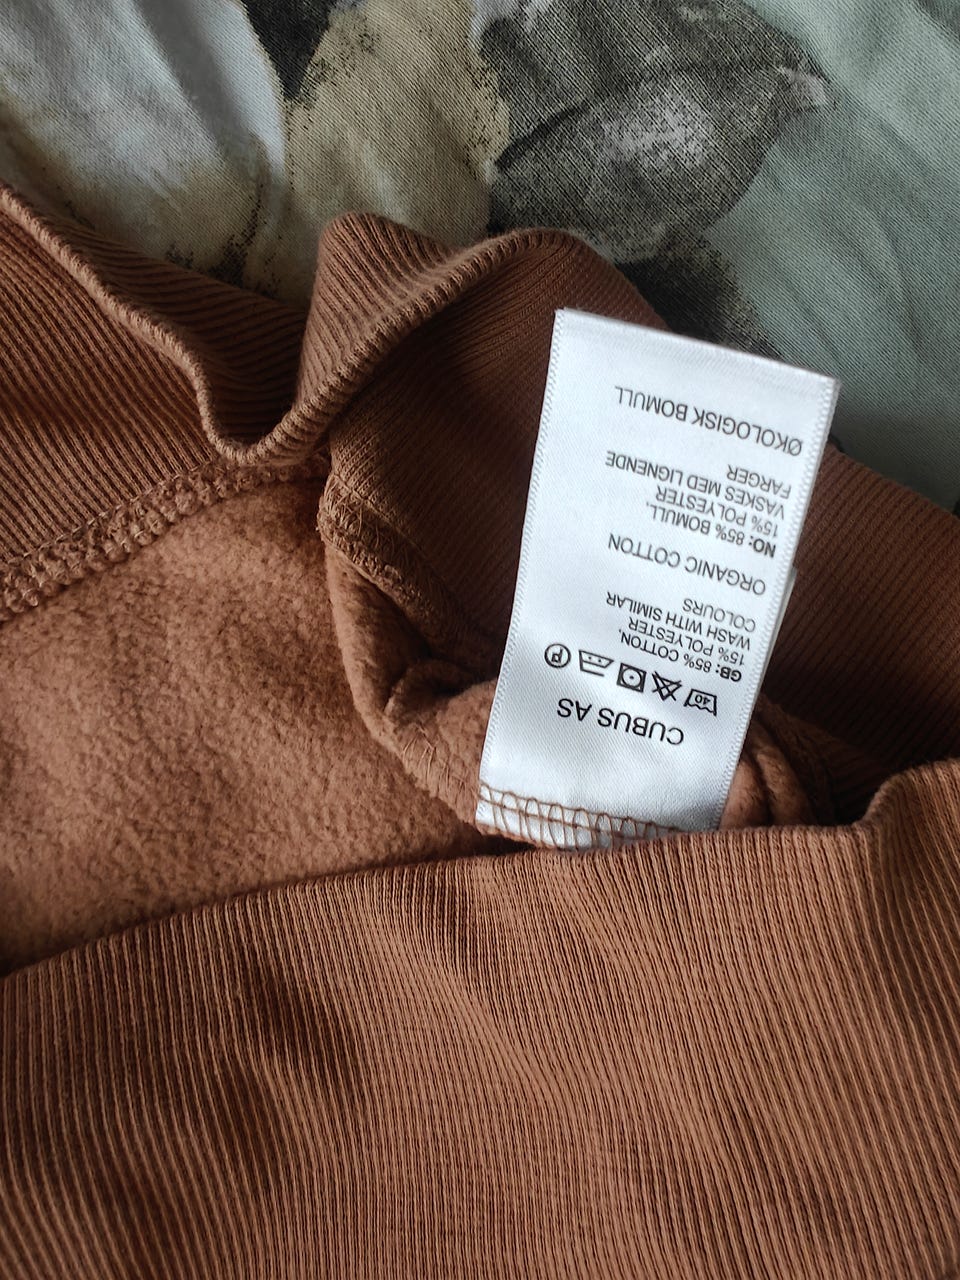 CUBUS AS
40 P
GB: 85% COTTON.
15% POLYESTER.
WASH WITH SIMILAR
COLOURS
ORGANIC COTTON
NO: 85% BOMULL.
15% POLYESTER.
VASKES MED LIGNENDE
FARGER
ØKOLOGISK BOMULL